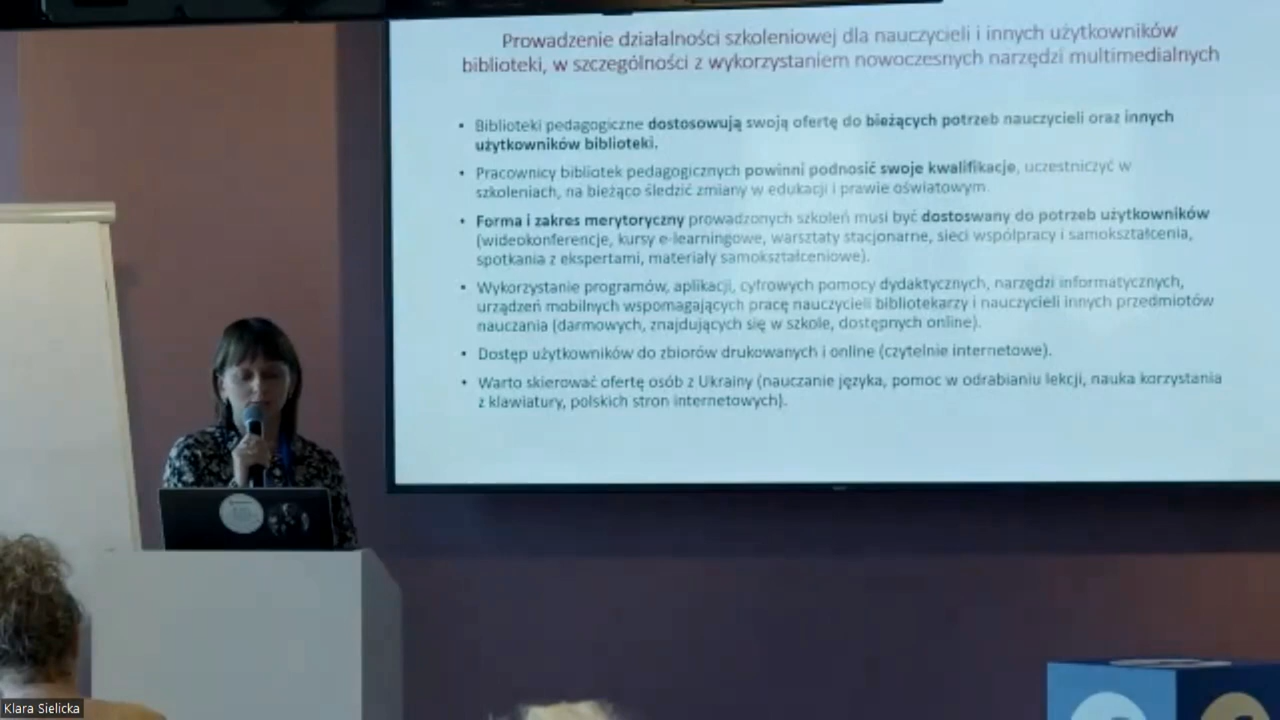 Prowadzenie działalności szkoleniowej dla nauczycieli i innych użytkowników
biblioteki, w szczególności z wykorzystaniem nowoczesnych narzędzi multimedialnych
• Biblioteki pedagogiczne dostosowują swoją ofertę do bieżących potrzeb nauczycieli oraz innych
użytkowników biblioteki.
• Pracownicy bibliotek pedagogicznych powinni podnosić swoje kwalifikacje, uczestniczyć w
szkoleniach, na bieżąco śledzić zmiany w edukacji i prawie oświatowym.
• Forma i zakres merytoryczny prowadzonych szkoleń musi być dostoswany do potrzeb użytkowników
(wideokonferencje, kursy e-learningowe, warsztaty stacjonarne, sieci współpracy i samokształcenia,
spotkania z ekspertami, materiały samokształceniowe).
• Wykorzystanie programów, aplikacji, cyfrowych pomocy dydaktycznych, narzędzi informatycznych,
urządzeń mobilnych wspomagających pracę nauczycieli bibliotekarzy i nauczycieli innych przedmiotów
nauczania (darmowych, znajdujących się w szkole, dostępnych online).
• Dostęp użytkowników do zbiorów drukowanych i online (czytelnie internetowe).
• Warto skierować ofertę osób z Ukrainy (nauczanie języka, pomoc w odrabianiu lekcji, nauka korzystania
z klawiatury, polskich stron internetowych).
Klara Sielicka